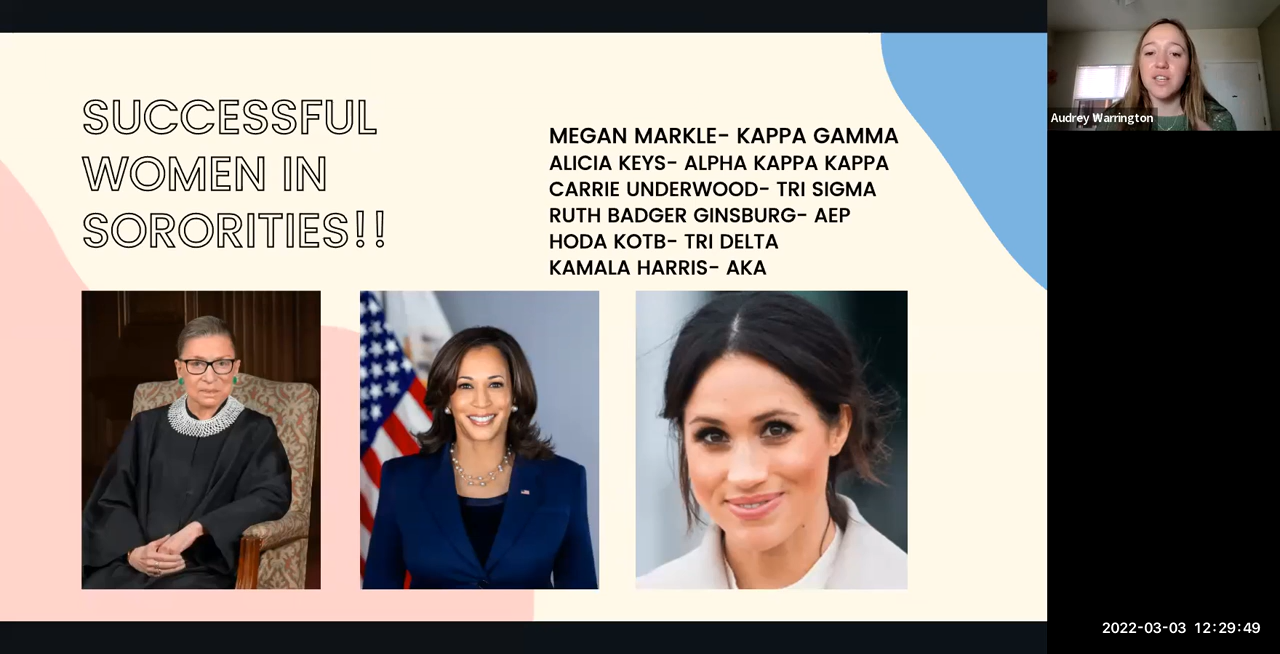 SUCCESSFUL
WOMEN IN
SORORITIES!!
MEGAN MARKLE- KAPPA GAMMA
ALICIA KEYS- ALPHA KAPPA KAPPA
CARRIE UNDERWOOD- TRI SIGMA
RUTH BADGER GINSBURG- AEP
HODA KOTB- TRI DELTA
KAMALA HARRIS- AKA
Audrey Warrington
2022-03-03 12:29:49